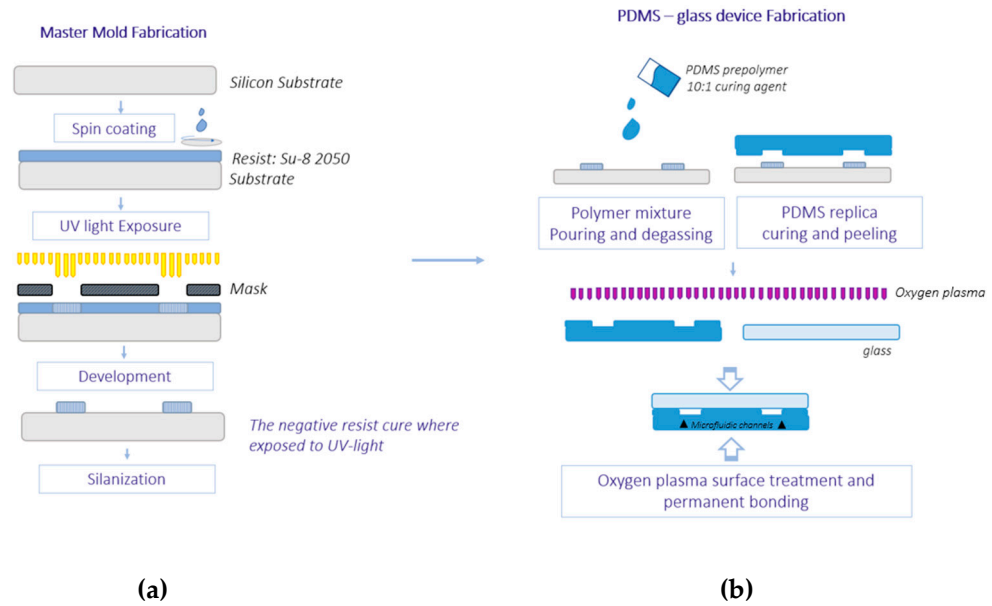 Master Mold Fabrication
Silicon Substrate
Spin coating
Resist: Su-8 2050
Substrate
UV light Exposure
Mask
Development
The negative resist cure where
exposed to UV-light
Silanization
(a)
PDMS – glass device Fabrication
PDMS prepolymer
10:1 curing agent
Polymer mixture
Pouring and degassing
PDMS replica
curing and peeling
Oxygen plasma
glass
Microfluidic channels
Oxygen plasma surface treatment and
permanent bonding
(b)